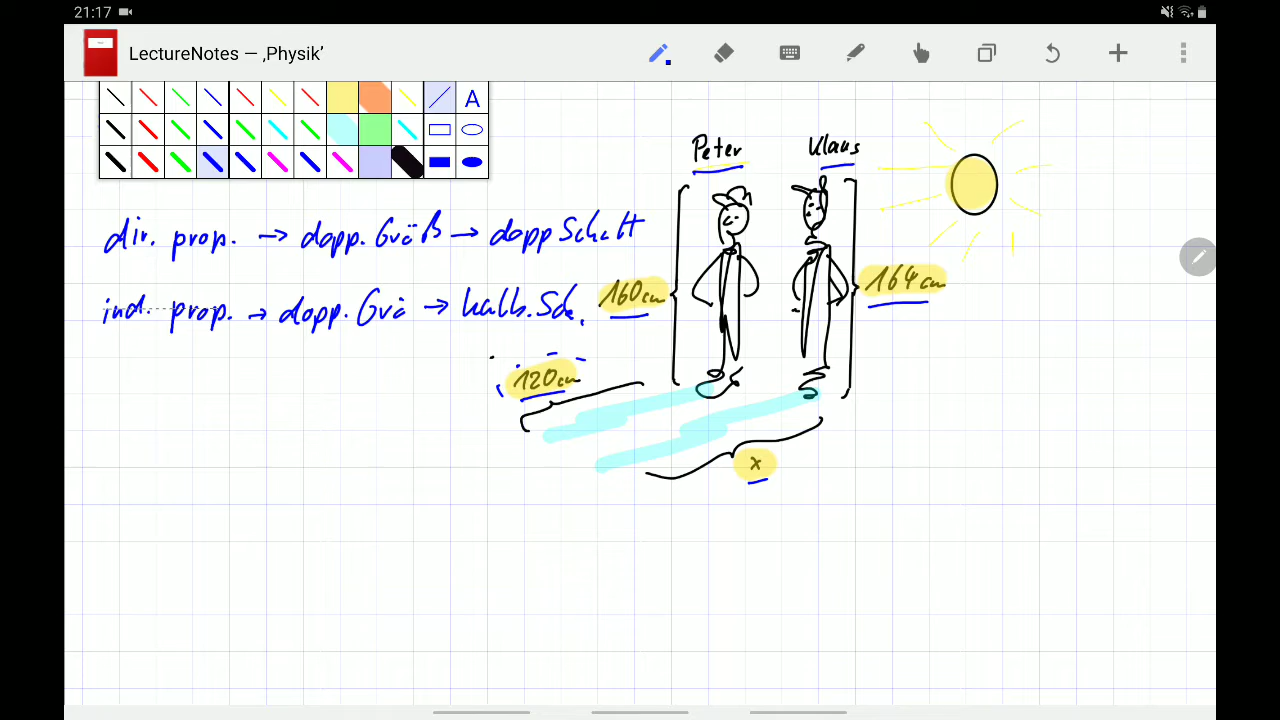 21:17
LectureNotes — ‚Physik’
A
Peter
Klaus
dir. prop. → dopp. Größ → dopp Schatt
160cm
164cm
ind. prop. → dopp. Grö → halb. Sch.
120cm
x